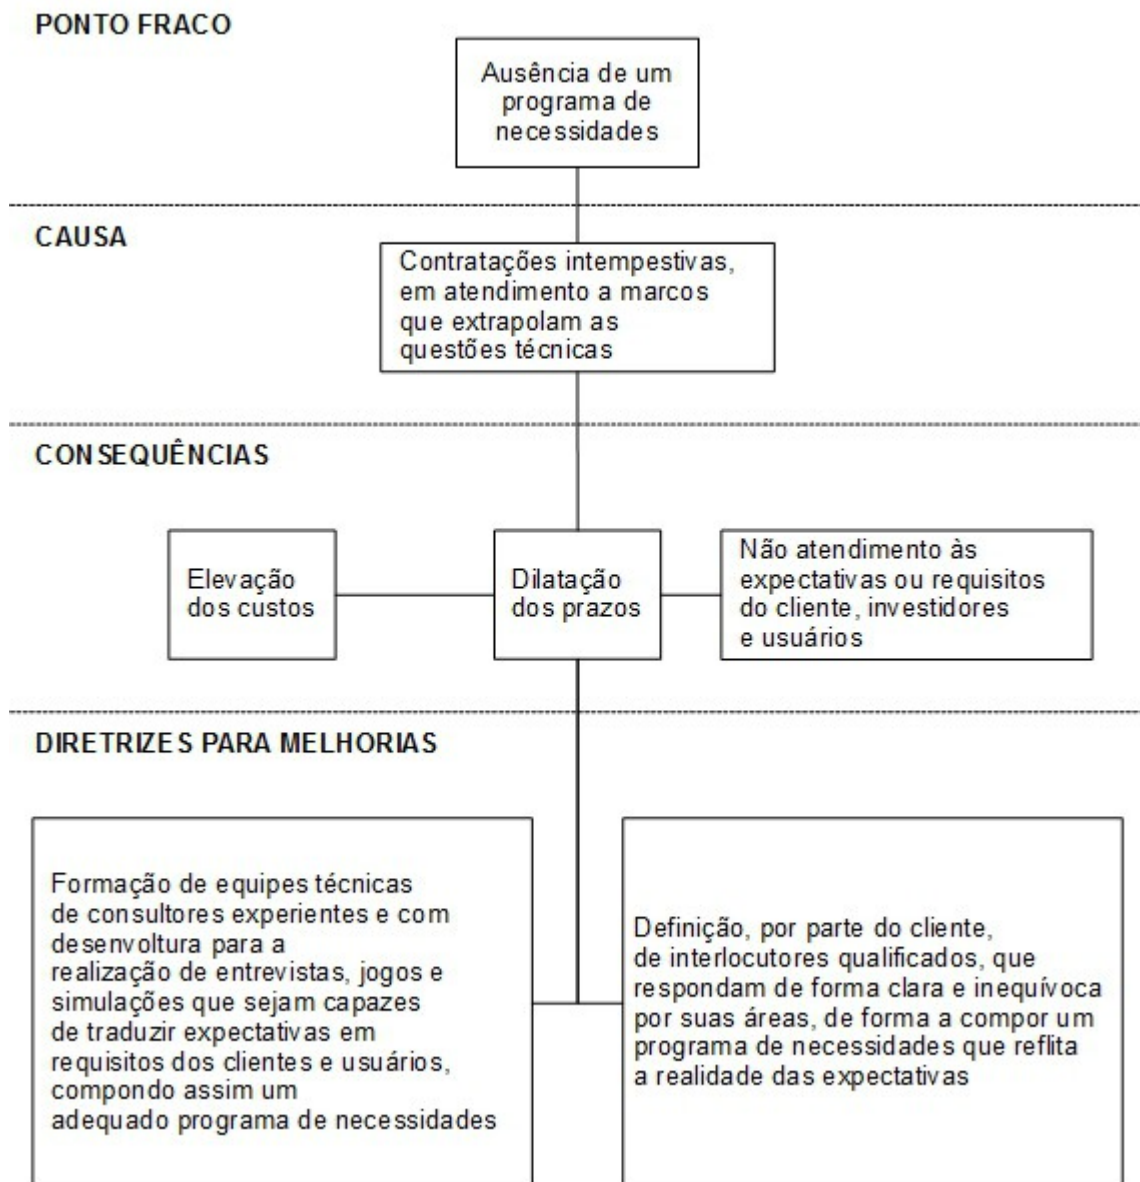 PONTO FRACO
Ausência de um
programa de
necessidades
CAUSA
Contratações intempestivas,
em atendimento a marcos
que extrapolam as
questões técnicas
CONSEQUÊNCIAS
Elevação
dos custos
Dilatação
dos prazos
Não atendimento às
expectativas ou requisitos
do cliente, investidores
e usuários
DIRETRIZES PARA MELHORIAS
Formação de equipes técnicas
de consultores experientes e com
desenvoltura para a
realização de entrevistas, jogos e
simulações que sejam capazes
de traduzir expectativas em
requisitos dos clientes e usuários,
compondo assim um
adequado programa de necessidades
Definição, por parte do cliente,
de interlocutores qualificados, que
respondam de forma clara e inequívoca
por suas áreas, de forma a compor um
programa de necessidades que reflita
a realidade das expectativas